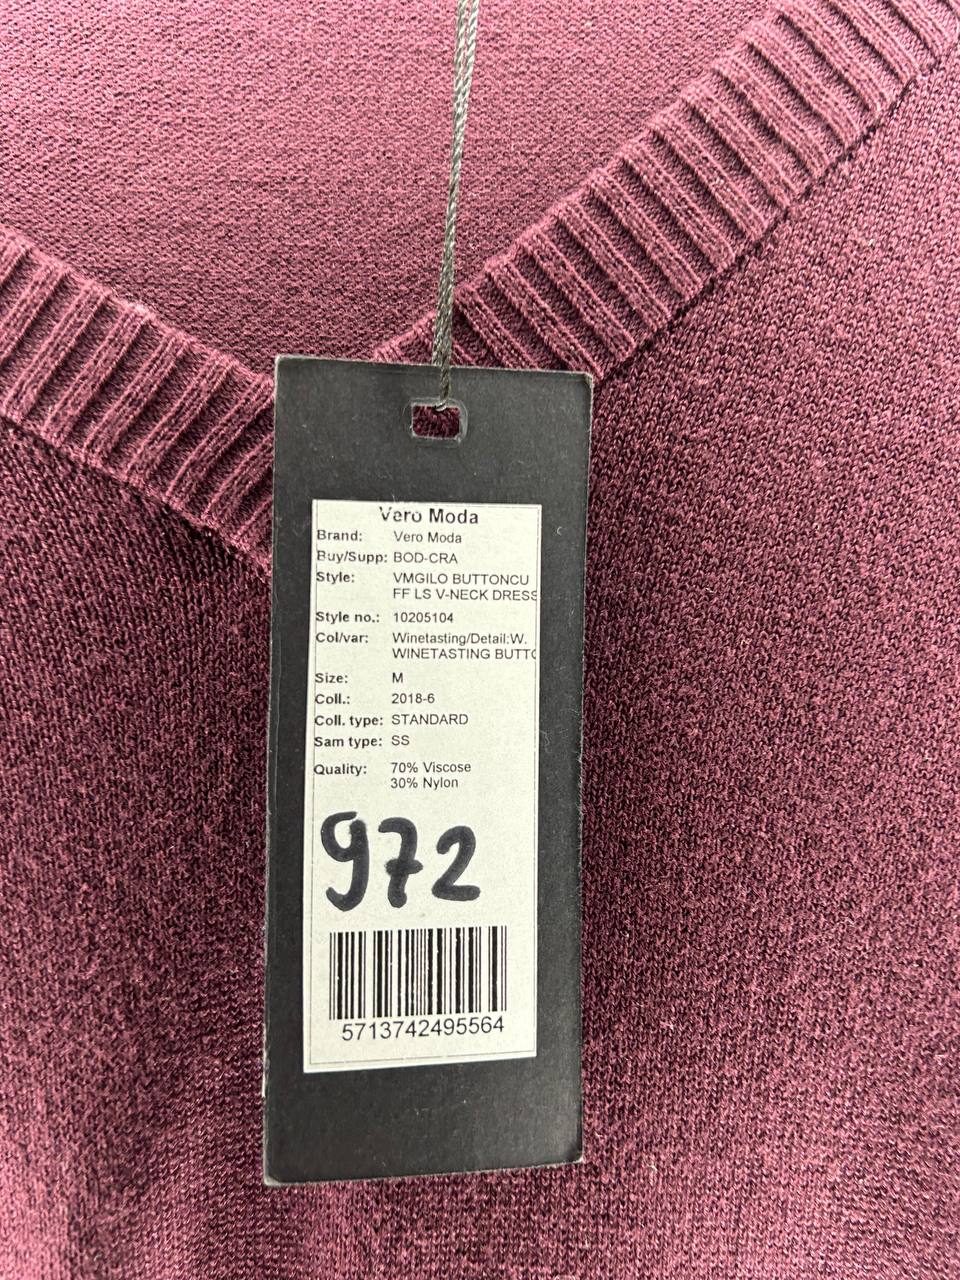 Vero Moda
Brand: Vero Moda
Buy/Supp: BOD-CRA
Style: VMGILO BUTTONCU
FF LS V-NECK DRESS
Style no.: 10205104
Col/var: Winetasting/Detail:W.
WINETASTING BUTTO
Size: M
Coll.: 2018-6
Coll. type: STANDARD
Sam type: SS
Quality: 70% Viscose
30% Nylon
972
5713742495564